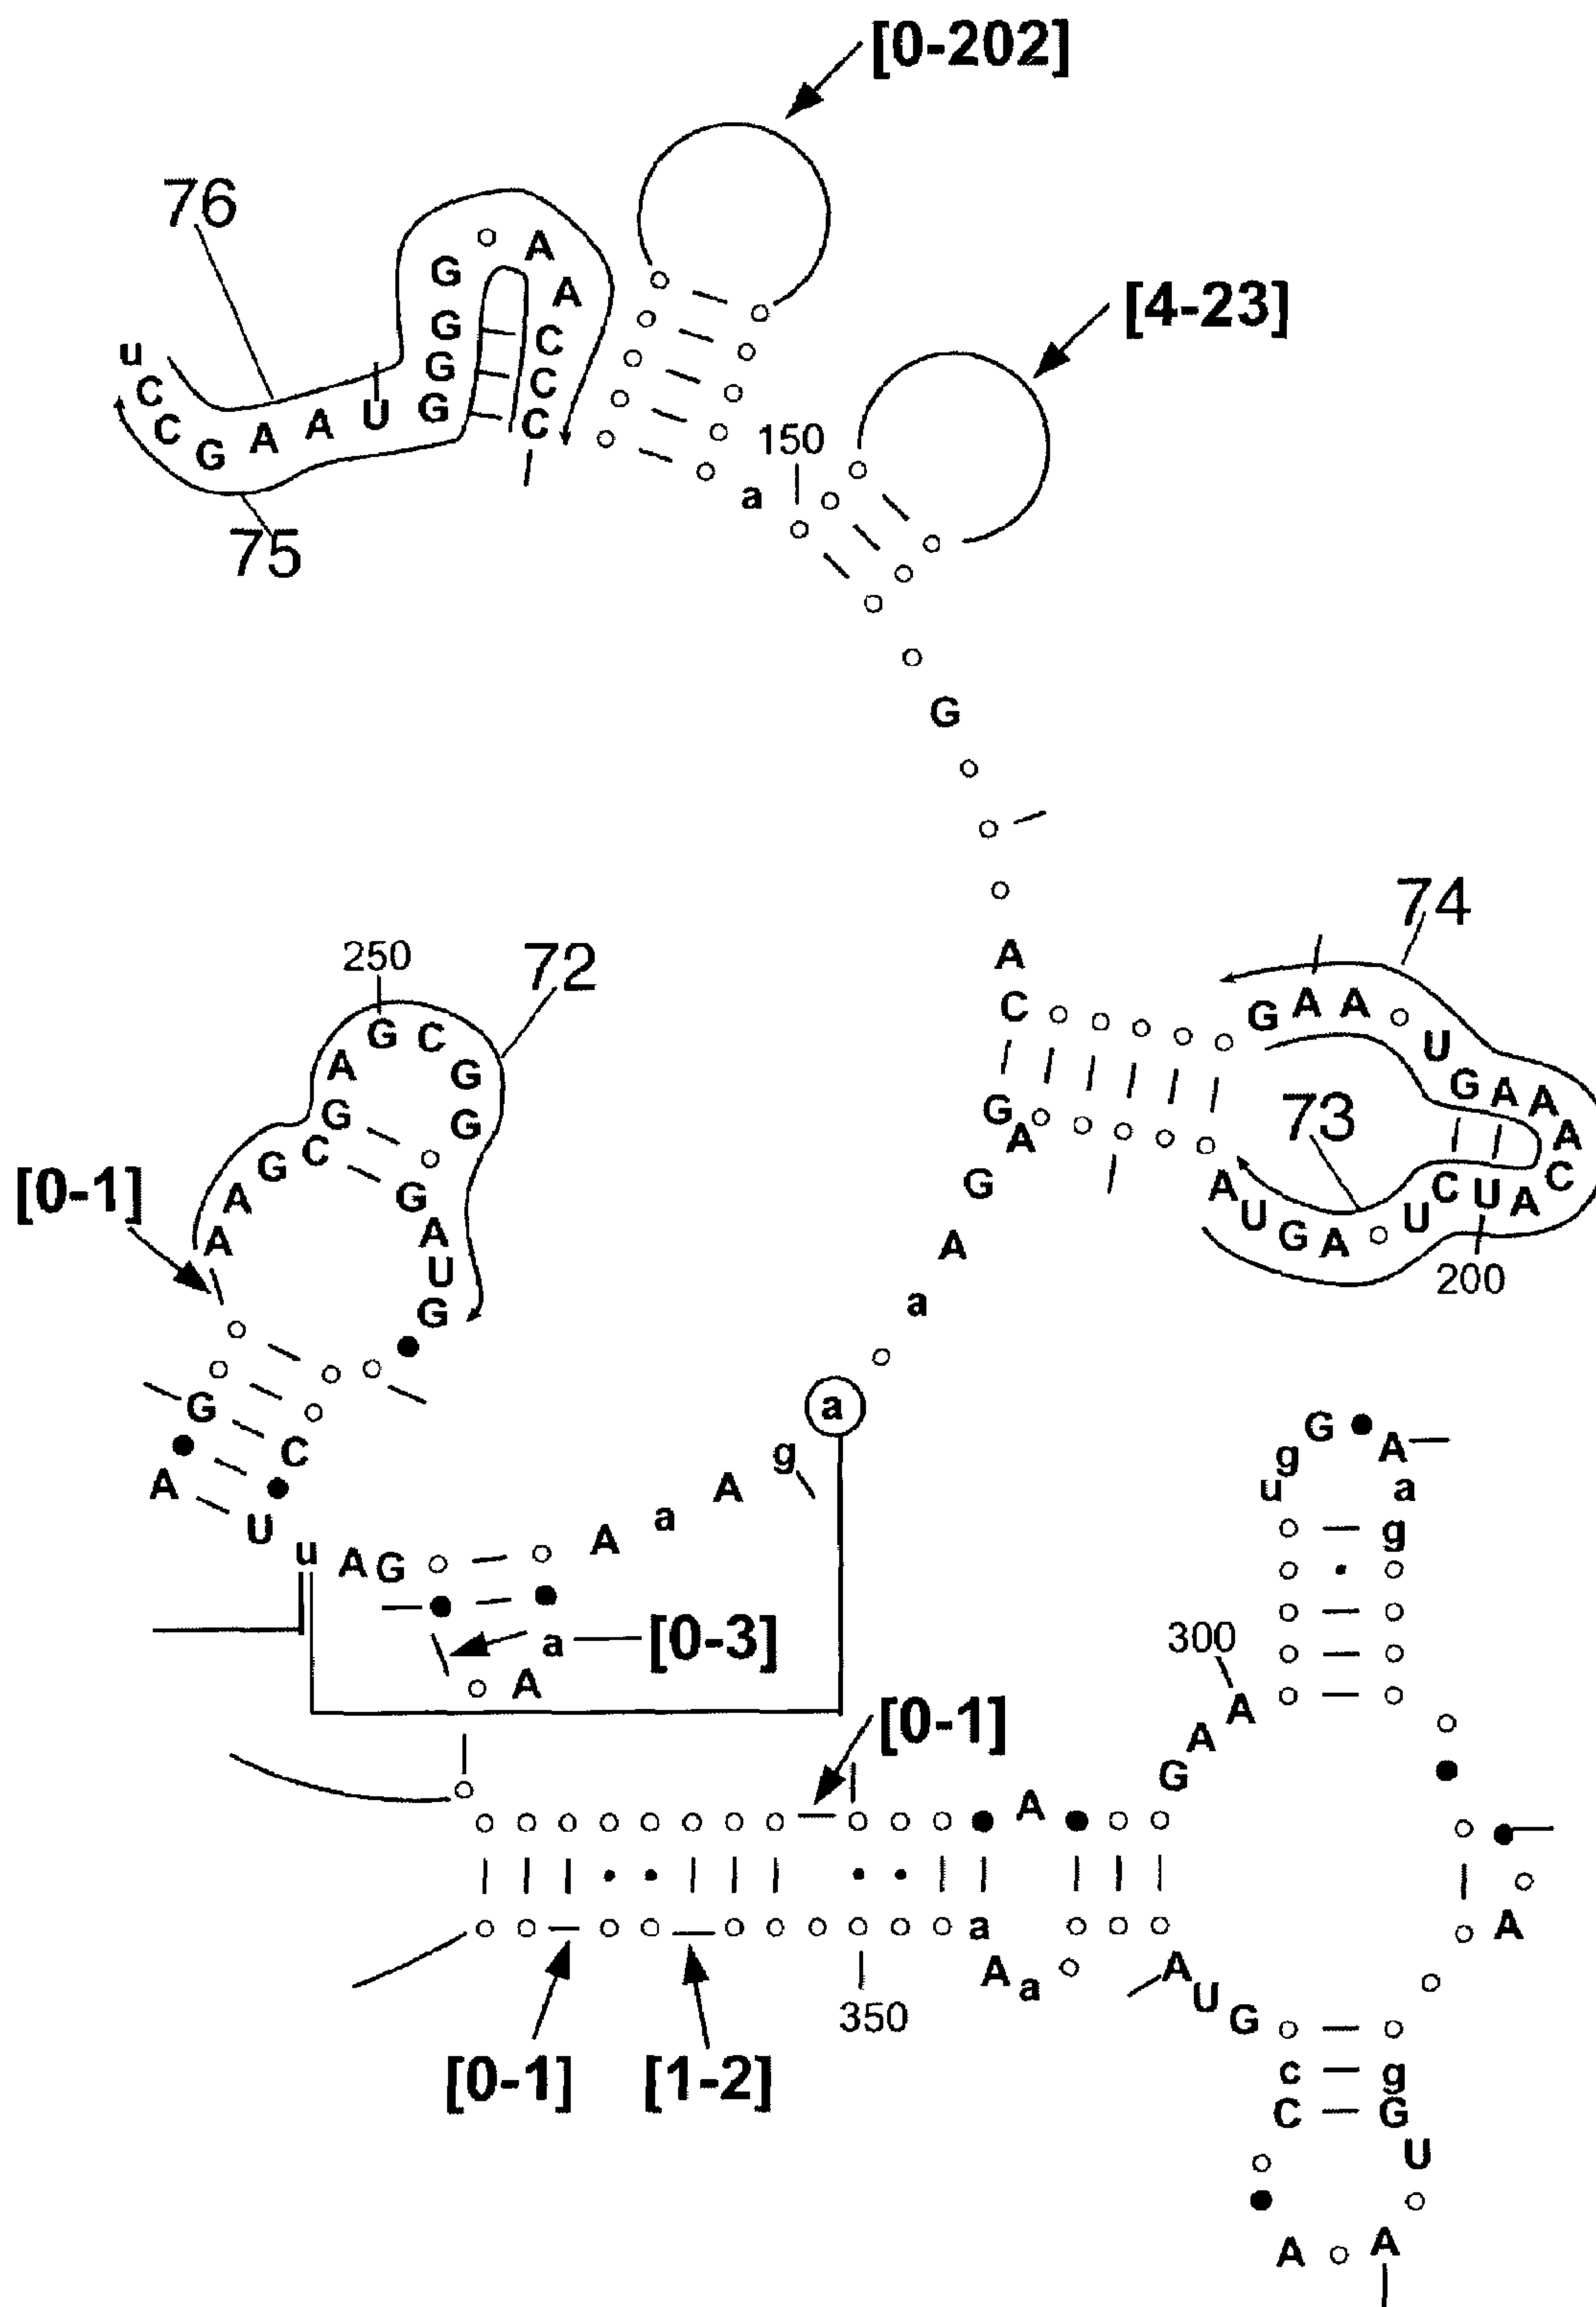 [0-202]
76
[4-23]
G ° A
G A
G C
u G C
C 150
C G A A U G C
a
75
G
A
74
250 72
C G A A
G C U
A G G A A A
G G 73 A
[0-1] G C A C
A G G A U C U A
A A U G A U
U A 200
G a
G a
C G • A
A g g A
U A a A u a
u A G g
[0-3]
a 300
A
[0-1] A
A
G
A
a A
A a A
U
350 G
[0-1] [1-2] c g
C G
U
A A